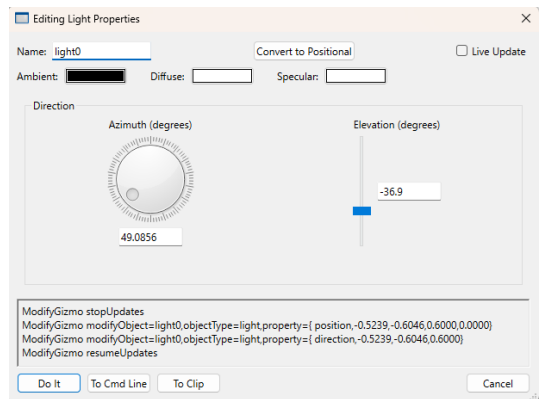 Editing Light Properties
Name: light0 Convert to Positional Live Update
Ambient: Diffuse: Specular:
Direction
Azimuth (degrees) Elevation (degrees)
-36.9
49.0856
ModifyGizmo stopUpdates
ModifyGizmo modifyObject=light0,objectType=light,property={ position,-0.5239,-0.6046,0.6000,0.0000}
ModifyGizmo modifyObject=light0,objectType=light,property={ direction,-0.5239,-0.6046,0.6000}
ModifyGizmo resumeUpdates
Do It To Cmd Line To Clip Cancel